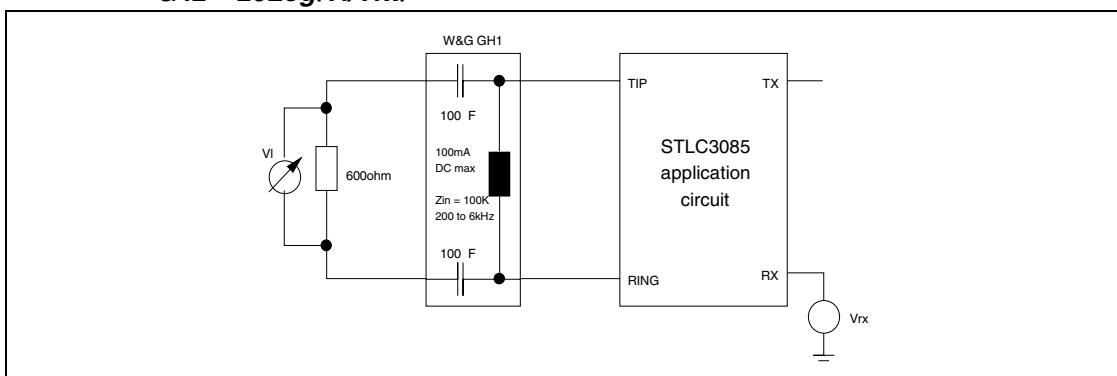 W&G GH1
TIP
TX
100 F
VI
600ohm
100mA
DC max
Zin = 100K
200 to 6kHz
STLC3085
application
circuit
100 F
RING
RX
Vrx